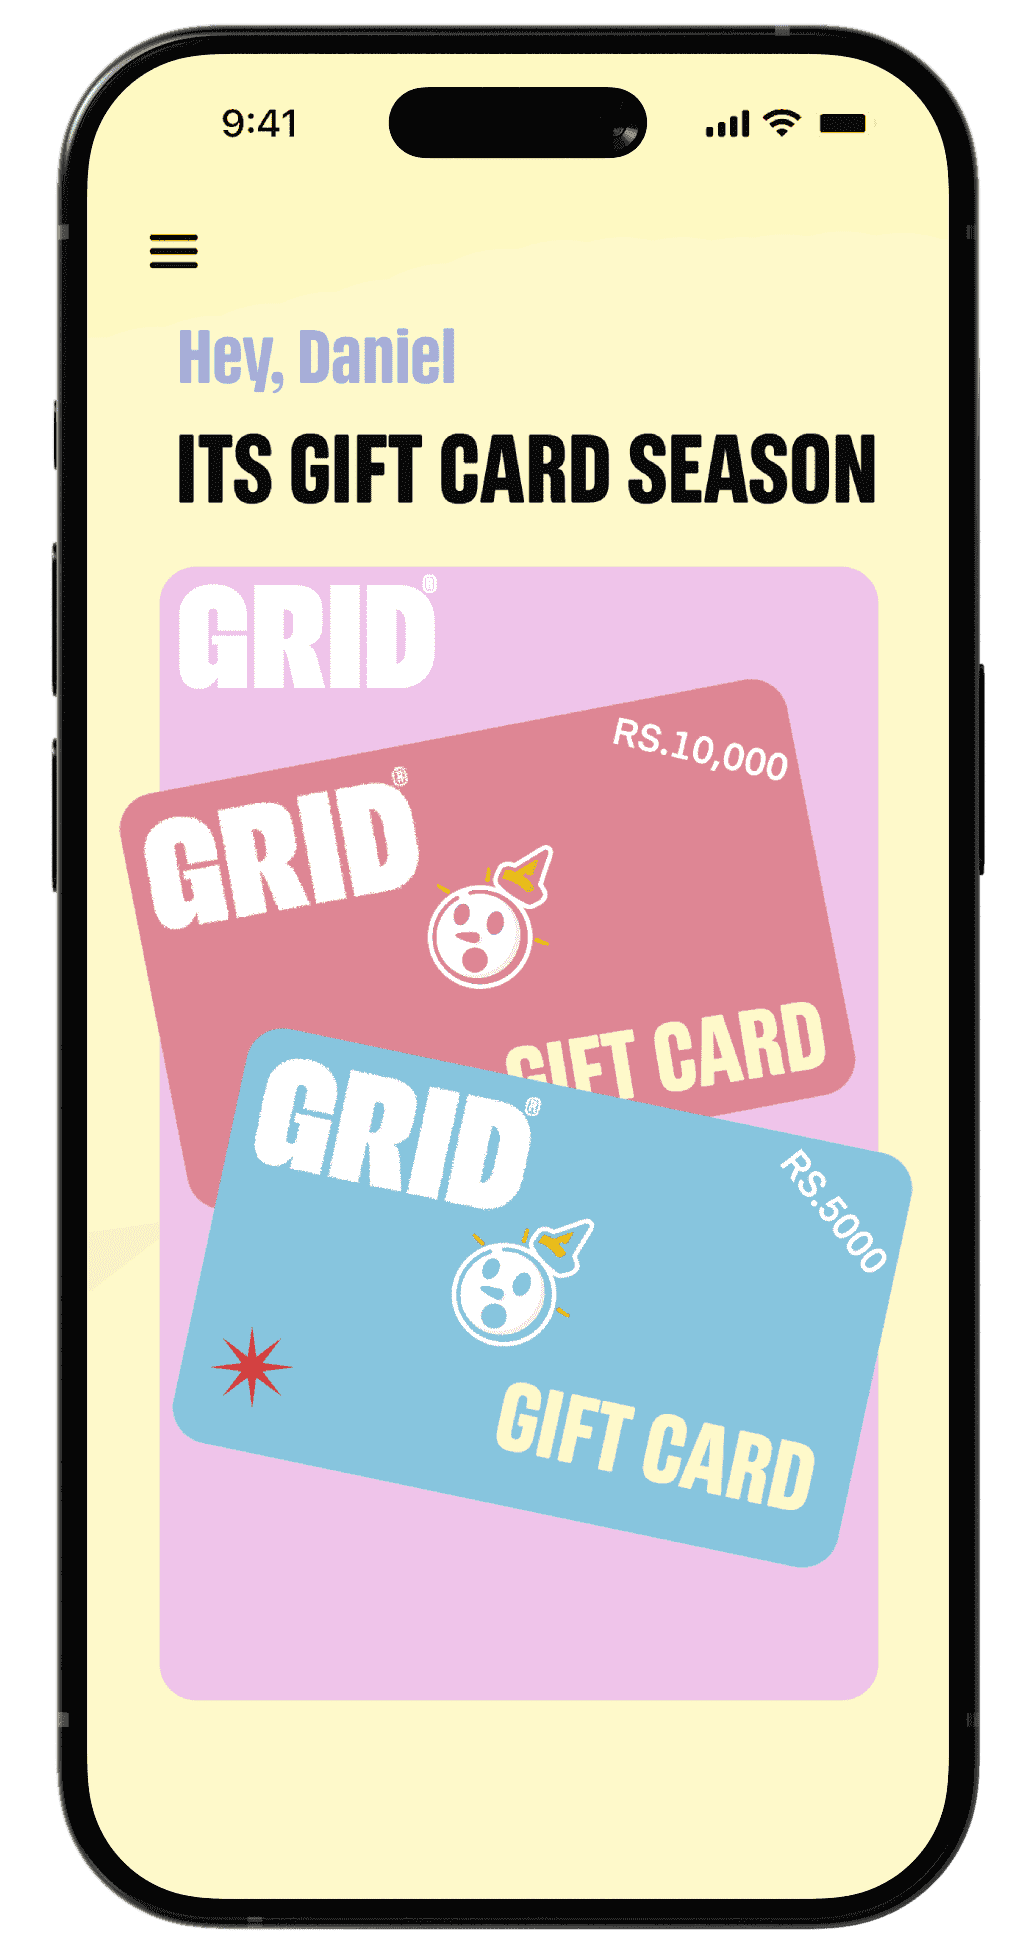 9:41
Hey, Daniel
ITS GIFT CARD SEASON
GRID®
RS.10,000
GRID®
GIFT CARD
GRID®
RS.5000
GIFT CARD